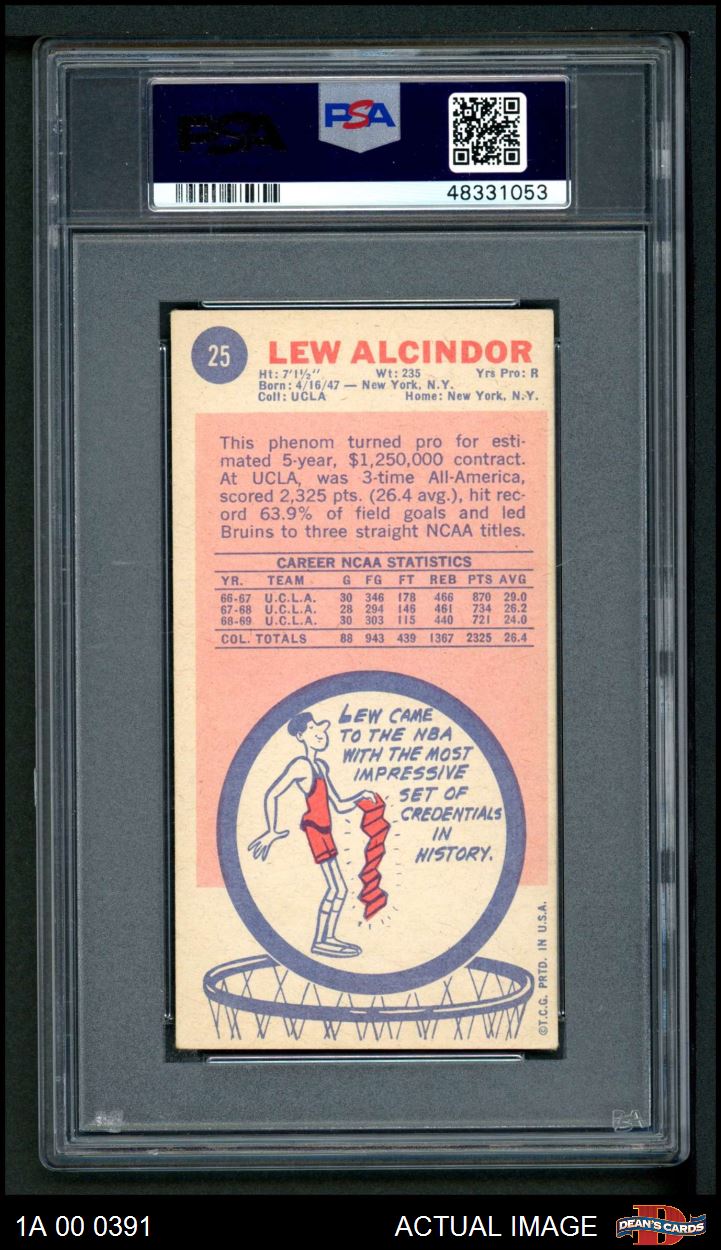 PSA
PSA
48331053
25
LEW ALCINDOR
Ht: 7'1½" Wt: 235 Yrs Pro: R
Born: 4/16/47 — New York, N.Y.
Coll: UCLA Home: New York, N.Y.
This phenom turned pro for esti-
mated 5-year, $1,250,000 contract.
At UCLA, was 3-time All-America,
scored 2,325 pts. (26.4 avg.), hit rec-
ord 63.9% of field goals and led
Bruins to three straight NCAA titles.
CAREER NCAA STATISTICS
YR. TEAM G FG FT REB PTS AVG
66-67 U.C.L.A. 30 346 178 466 870 29.0
67-68 U.C.L.A. 28 294 146 461 734 26.2
68-69 U.C.L.A. 30 303 115 440 721 24.0
COL. TOTALS 88 943 439 1367 2325 26.4
LEW CAME
TO THE NBA
WITH THE MOST
IMPRESSIVE
SET OF
CREDENTIALS
IN
HISTORY.
©T.C.G. PRTD. IN U.S.A.
PSA
1A 00 0391 ACTUAL IMAGE DEAN'S CARDS